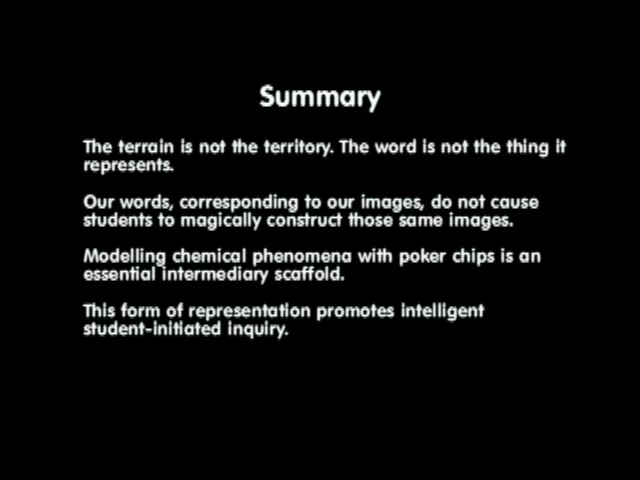 Summary
The terrain is not the territory. The word is not the thing it
represents.
Our words, corresponding to our images, do not cause
students to magically construct those same images.
Modelling chemical phenomena with poker chips is an
essential intermediary scaffold.
This form of representation promotes intelligent
student-initiated inquiry.